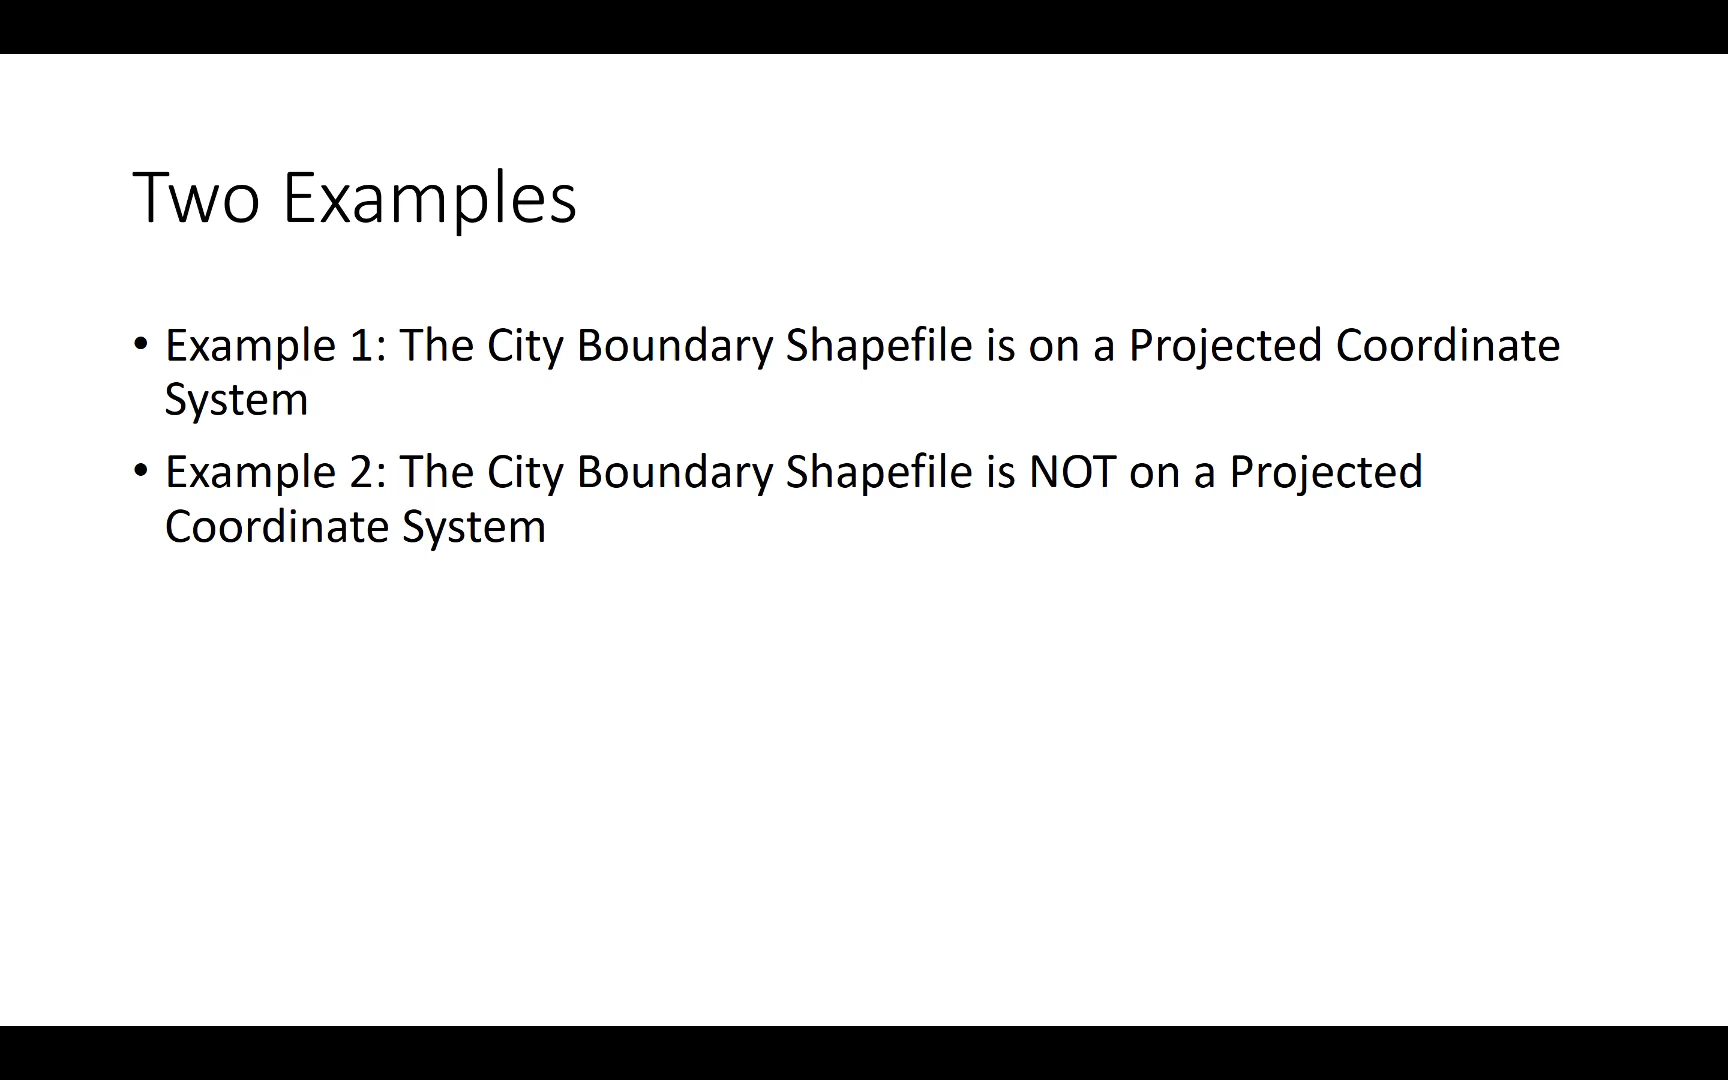 Two Examples
• Example 1: The City Boundary Shapefile is on a Projected Coordinate
System
• Example 2: The City Boundary Shapefile is NOT on a Projected
Coordinate System